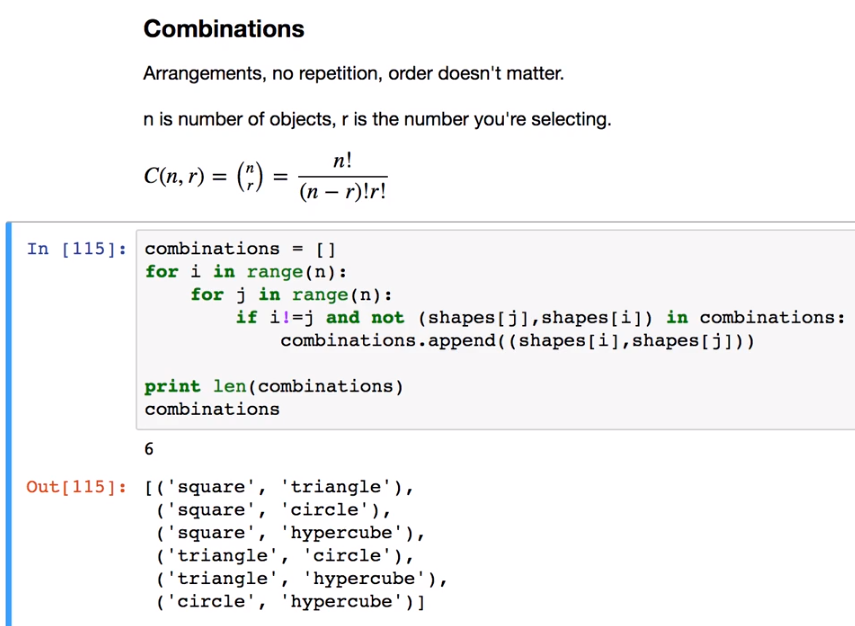 Combinations
Arrangements, no repetition, order doesn't matter.
n is number of objects, r is the number you're selecting.
C(n, r) = (n r) = n! / (n − r)!r!
In [115]: combinations = []
for i in range(n):
    for j in range(n):
        if i!=j and not (shapes[j],shapes[i]) in combinations:
            combinations.append((shapes[i],shapes[j]))
print len(combinations)
combinations
6
Out[115]: [('square', 'triangle'),
('square', 'circle'),
('square', 'hypercube'),
('triangle', 'circle'),
('triangle', 'hypercube'),
('circle', 'hypercube')]